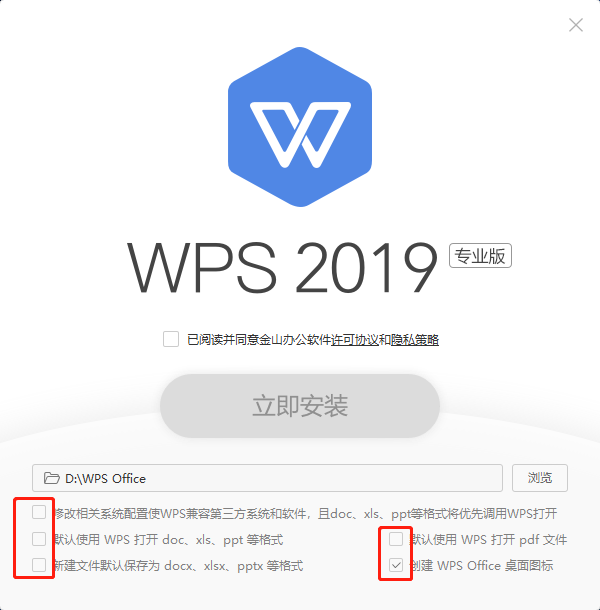 WPS 2019 专业版
已阅读并同意金山办公软件许可协议和隐私策略
立即安装
D:\WPS Office 浏览
修改相关系统配置使WPS兼容第三方系统和软件，且doc、xls、ppt等格式将优先调用WPS打开
默认使用 WPS 打开 doc、xls、ppt 等格式 默认使用 WPS 打开 pdf 文件
新建文件默认保存为 docx、xlsx、pptx 等格式 创建 WPS Office 桌面图标